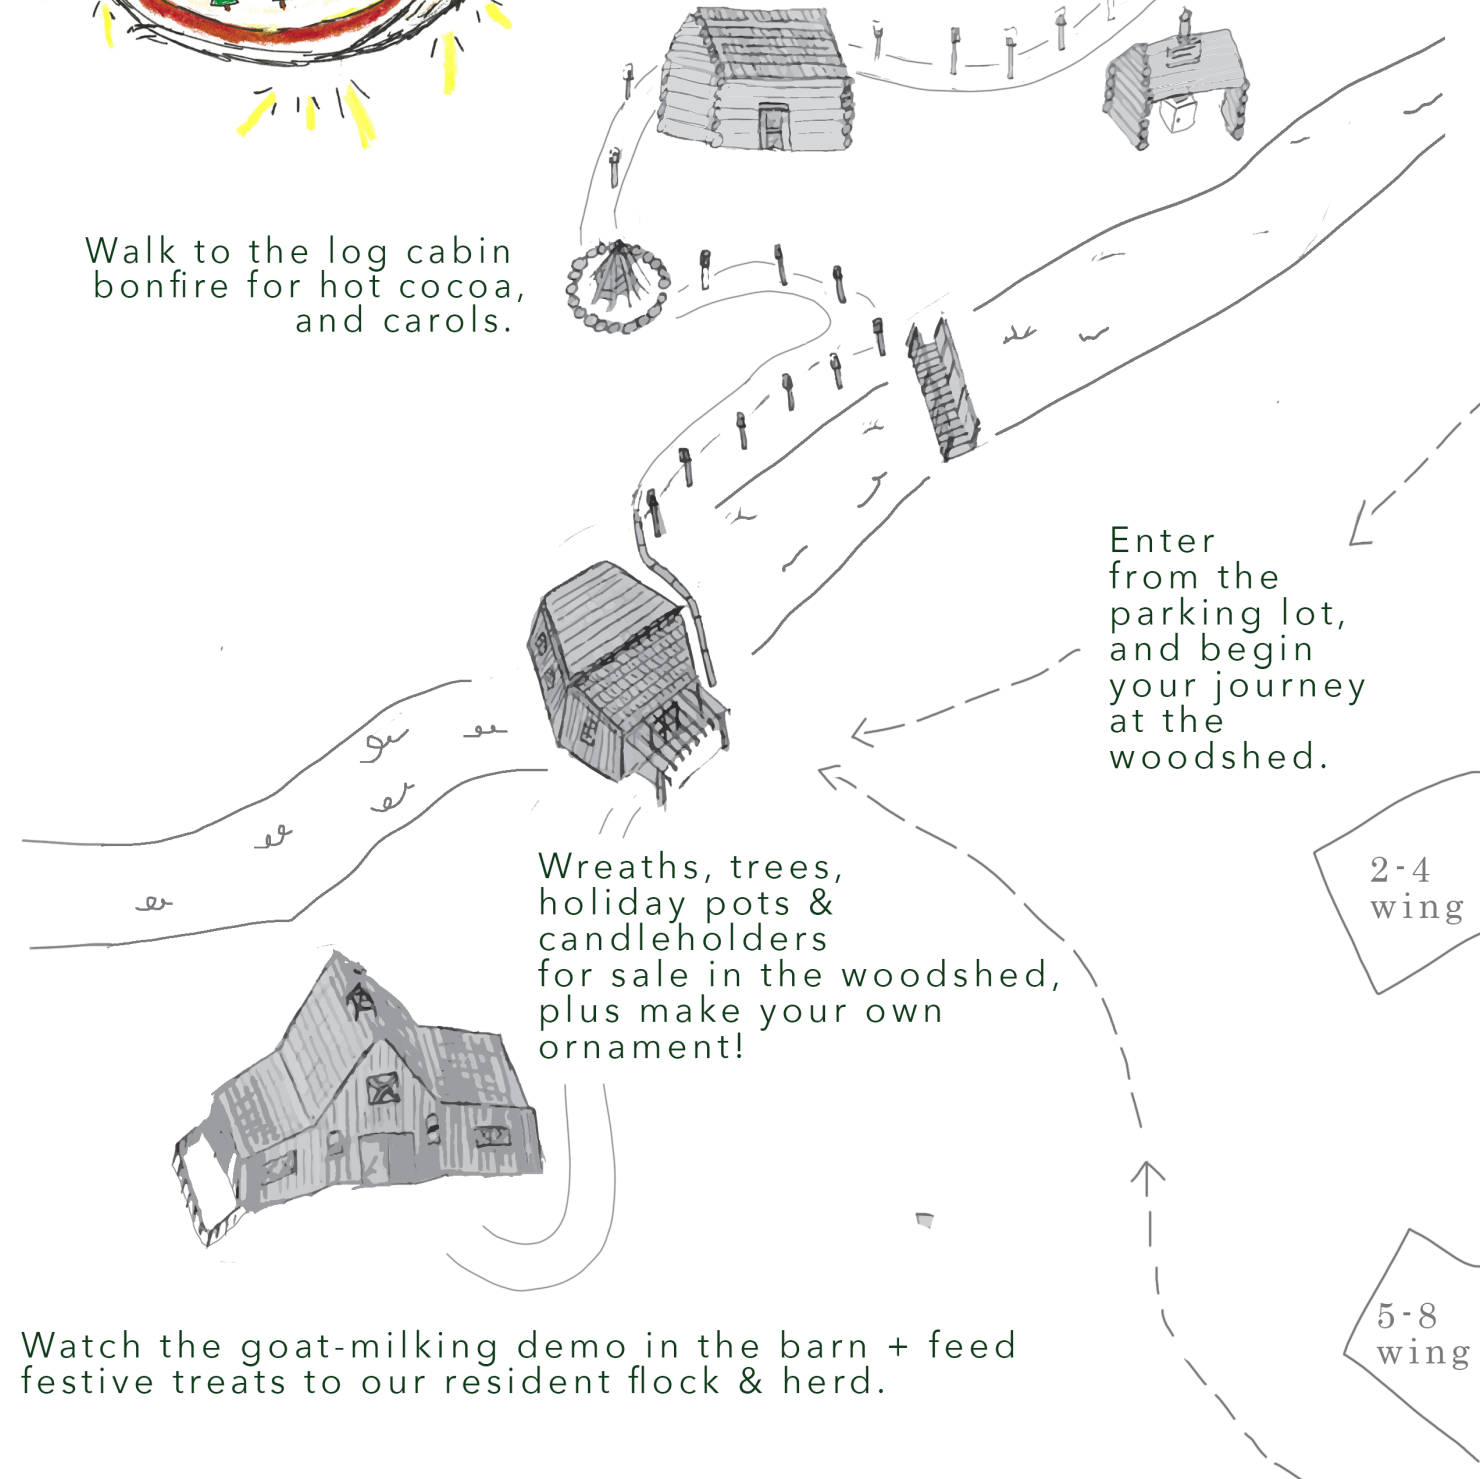 Walk to the log cabin
bonfire for hot cocoa,
and carols.
Enter
from the
parking lot,
and begin
your journey
at the
woodshed.
Wreaths, trees,
holiday pots &
candleholders
for sale in the woodshed,
plus make your own
ornament!
2-4
wing
5-8
wing
Watch the goat-milking demo in the barn + feed
festive treats to our resident flock & herd.